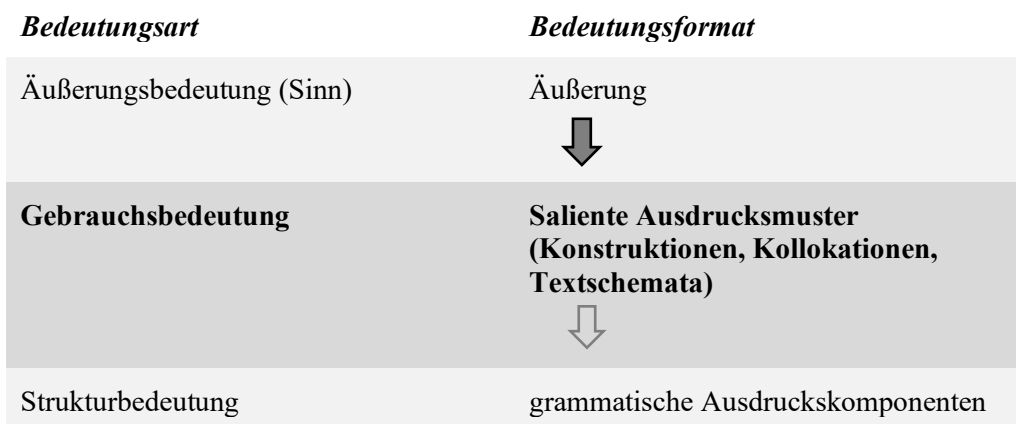 Bedeutungsart Bedeutungsformat
Äußerungsbedeutung (Sinn) Äußerung
Gebrauchsbedeutung Saliente Ausdrucksmuster
(Konstruktionen, Kollokationen,
Textschemata)
Strukturbedeutung grammatische Ausdruckskomponenten